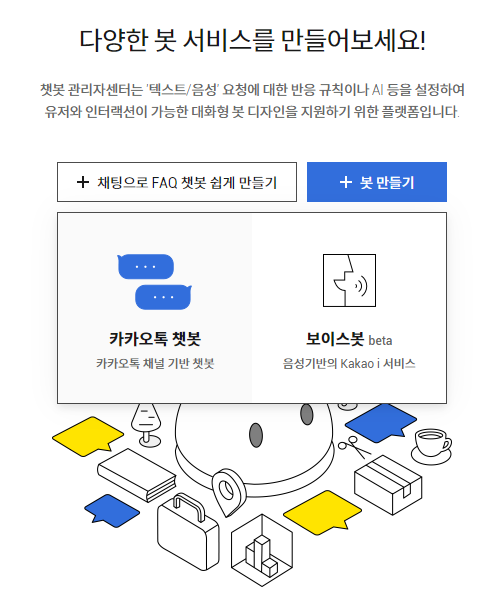 다양한 봇 서비스를 만들어보세요!
챗봇 관리자센터는 '텍스트/음성' 요청에 대한 반응 규칙이나 AI 등을 설정하여
유저와 인터랙션이 가능한 대화형 봇 디자인을 지원하기 위한 플랫폼입니다.
+ 채팅으로 FAQ 챗봇 쉽게 만들기
+ 봇 만들기
카카오톡 챗봇
카카오톡 채널 기반 챗봇
보이스봇 beta
음성기반의 Kakao i 서비스